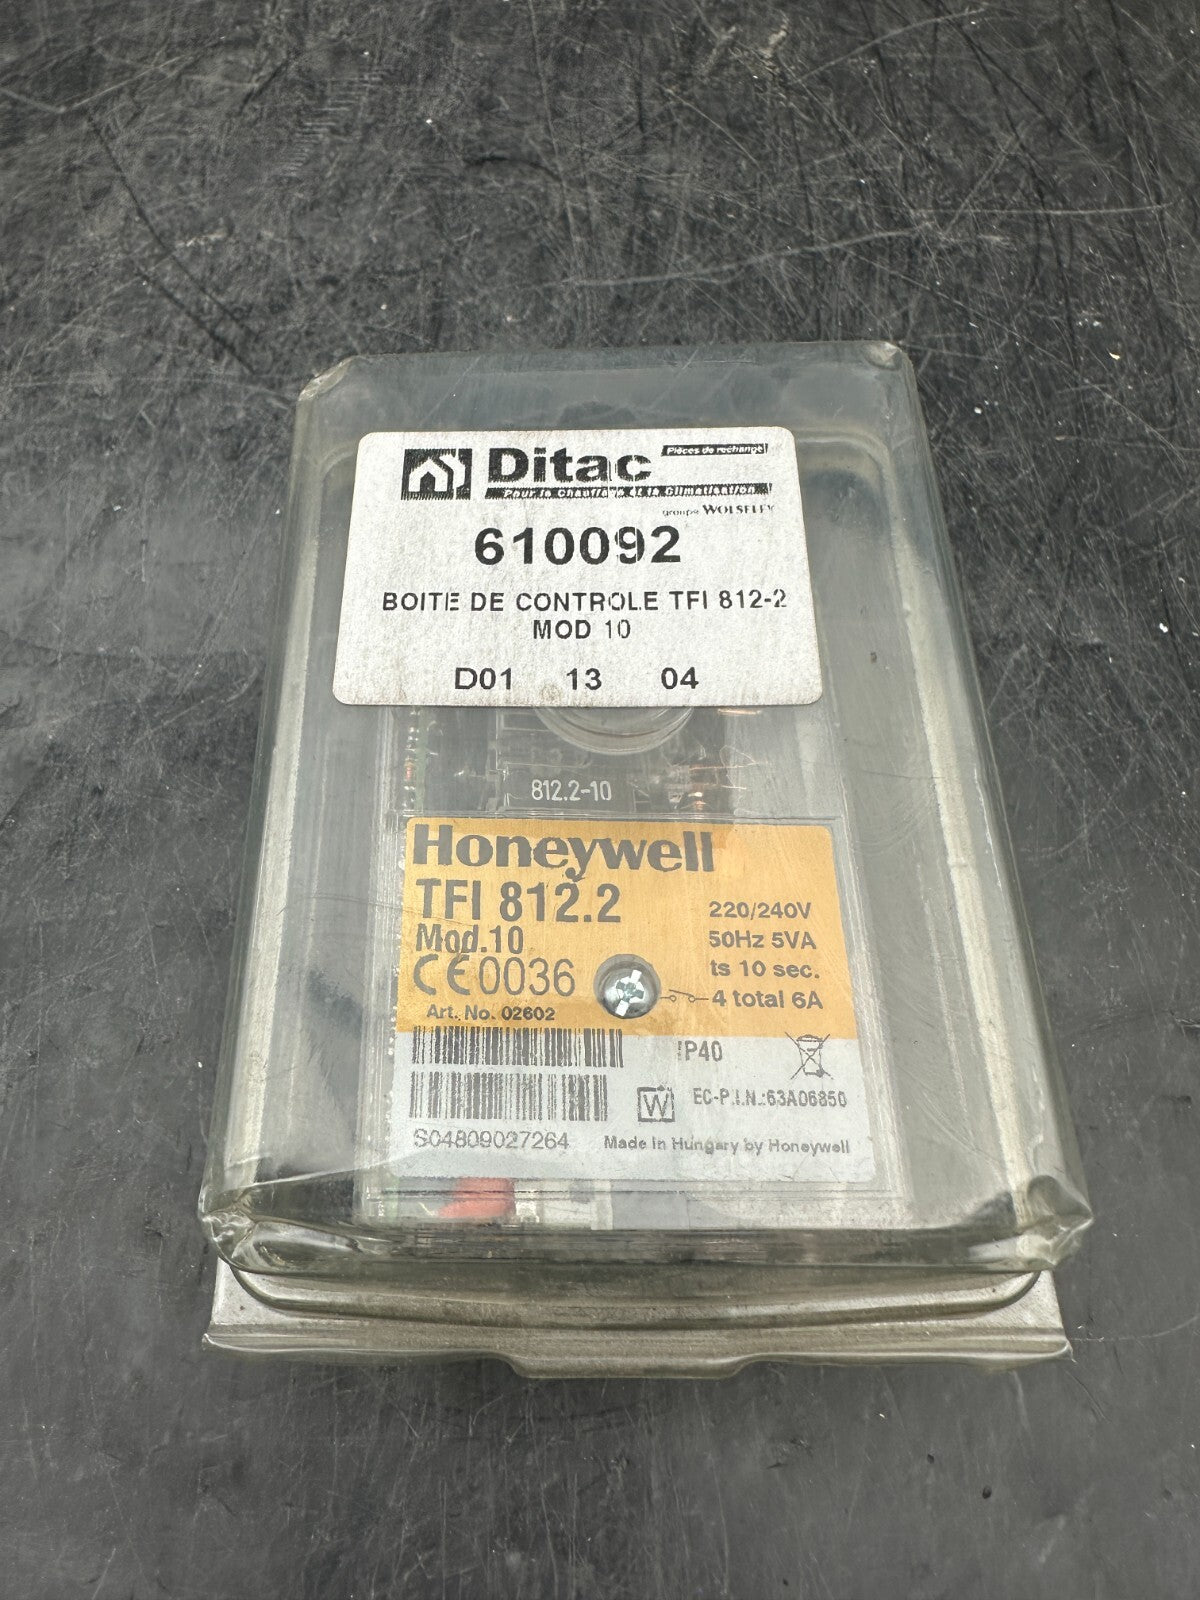 Ditac
Pièces de rechange
Pour le Chauffage et la Climatisation
groupe WOLSELEY
610092
BOITE DE CONTROLE TFI 812-2
MOD 10
D01 13 04
812.2-10
Honeywell
TFI 812.2
Mod.10
CE0036
Art. No. 02602
220/240V
50Hz 5VA
ts 10 sec.
4 total 6A
IP40
W
EC-P.I.N.:63A06850
S04809027264
Made in Hungary by Honeywell